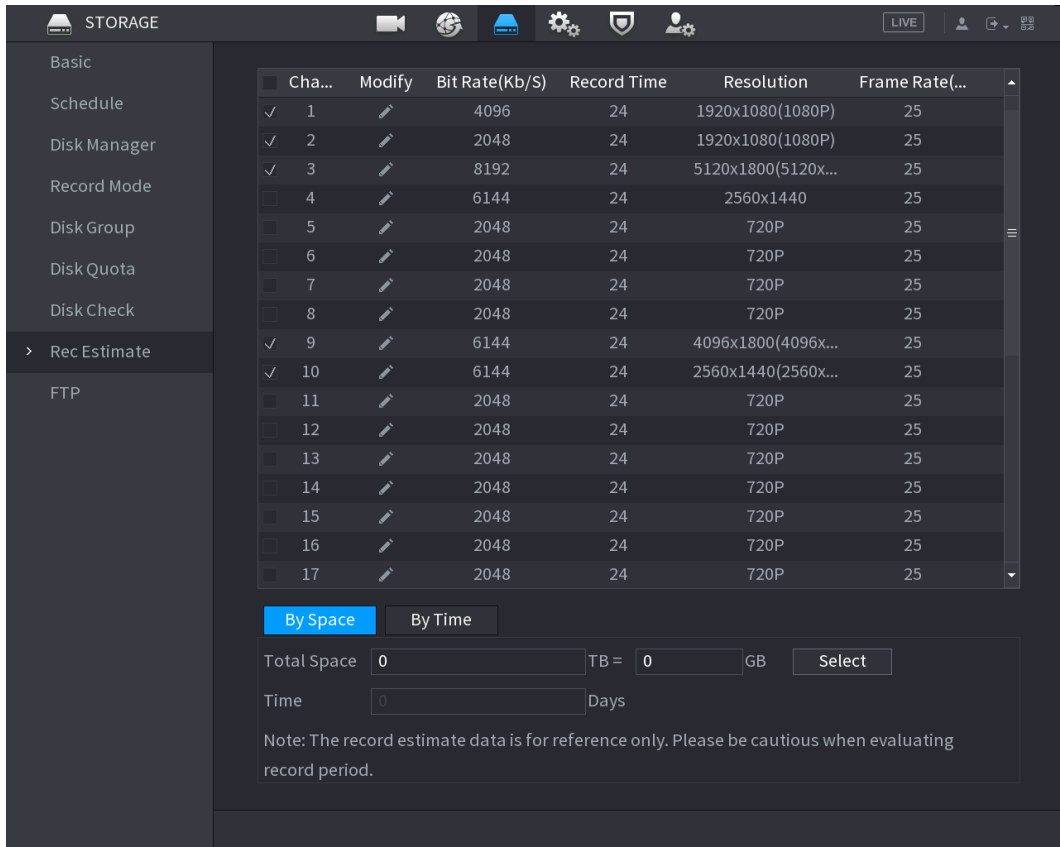 STORAGE LIVE
Basic
Schedule
Disk Manager
Record Mode
Disk Group
Disk Quota
Disk Check
Rec Estimate
FTP
Cha... Modify Bit Rate(Kb/S) Record Time Resolution Frame Rate(...
1 4096 24 1920x1080(1080P) 25
2 2048 24 1920x1080(1080P) 25
3 8192 24 5120x1800(5120x... 25
4 6144 24 2560x1440 25
5 2048 24 720P 25
6 2048 24 720P 25
7 2048 24 720P 25
8 2048 24 720P 25
9 6144 24 4096x1800(4096x... 25
10 6144 24 2560x1440(2560x... 25
11 2048 24 720P 25
12 2048 24 720P 25
13 2048 24 720P 25
14 2048 24 720P 25
15 2048 24 720P 25
16 2048 24 720P 25
17 2048 24 720P 25
By Space By Time
Total Space 0 TB = 0 GB Select
Time 0 Days
Note: The record estimate data is for reference only. Please be cautious when evaluating
record period.